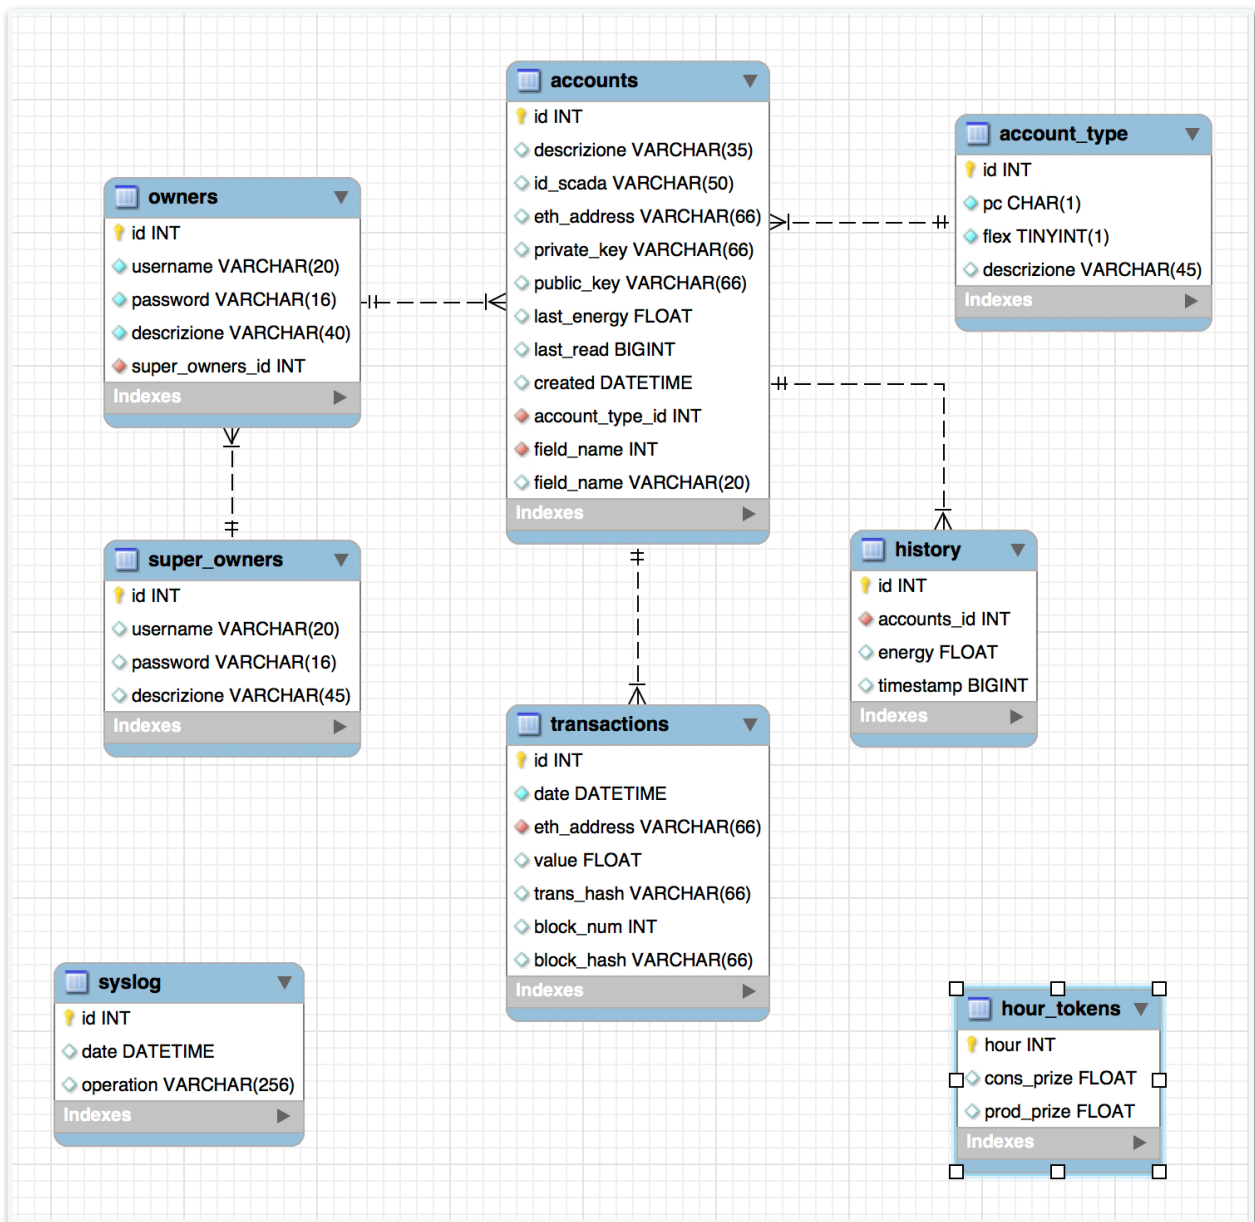 accounts
id INT
descrizione VARCHAR(35)
id_scada VARCHAR(50)
eth_address VARCHAR(66)
private_key VARCHAR(66)
public_key VARCHAR(66)
last_energy FLOAT
last_read BIGINT
created DATETIME
account_type_id INT
field_name INT
field_name VARCHAR(20)
Indexes
account_type
id INT
pc CHAR(1)
flex TINYINT(1)
descrizione VARCHAR(45)
Indexes
owners
id INT
username VARCHAR(20)
password VARCHAR(16)
descrizione VARCHAR(40)
super_owners_id INT
Indexes
super_owners
id INT
username VARCHAR(20)
password VARCHAR(16)
descrizione VARCHAR(45)
Indexes
history
id INT
accounts_id INT
energy FLOAT
timestamp BIGINT
Indexes
transactions
id INT
date DATETIME
eth_address VARCHAR(66)
value FLOAT
trans_hash VARCHAR(66)
block_num INT
block_hash VARCHAR(66)
Indexes
syslog
id INT
date DATETIME
operation VARCHAR(256)
Indexes
hour_tokens
hour INT
cons_prize FLOAT
prod_prize FLOAT
Indexes